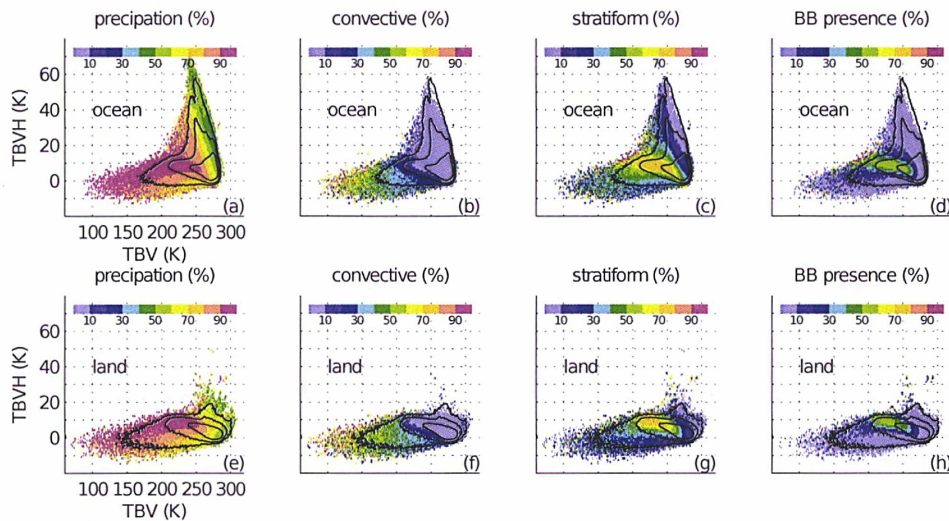 precipation (%) convective (%) stratiform (%) BB presence (%)
10 30 50 70 90 10 30 50 70 90 10 30 50 70 90 10 30 50 70 90
60
40
20
0
TBVH (K)
ocean ocean ocean ocean
(a) (b) (c) (d)
100 150 200 250 300
TBV (K)
precipation (%) convective (%) stratiform (%) BB presence (%)
10 30 50 70 90 10 30 50 70 90 10 30 50 70 90 10 30 50 70 90
60
40
20
0
TBVH (K)
land land land land
(e) (f) (g) (h)
100 150 200 250 300
TBV (K)